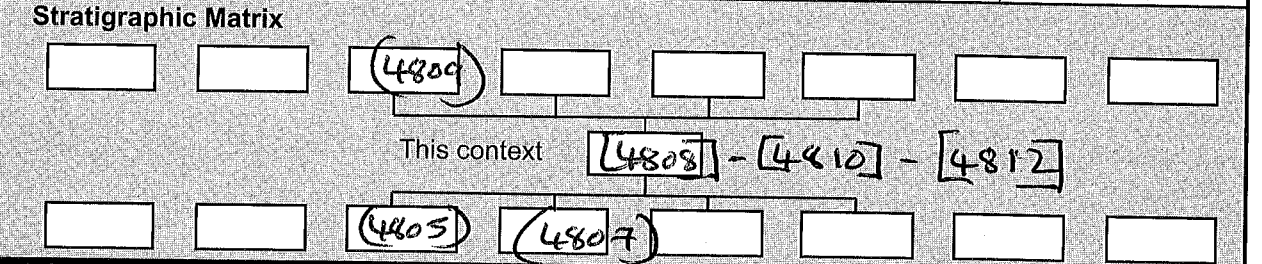 Stratigraphic Matrix
(4809)
This context [4808] - [4810] - [4812]
(4805) (4807)